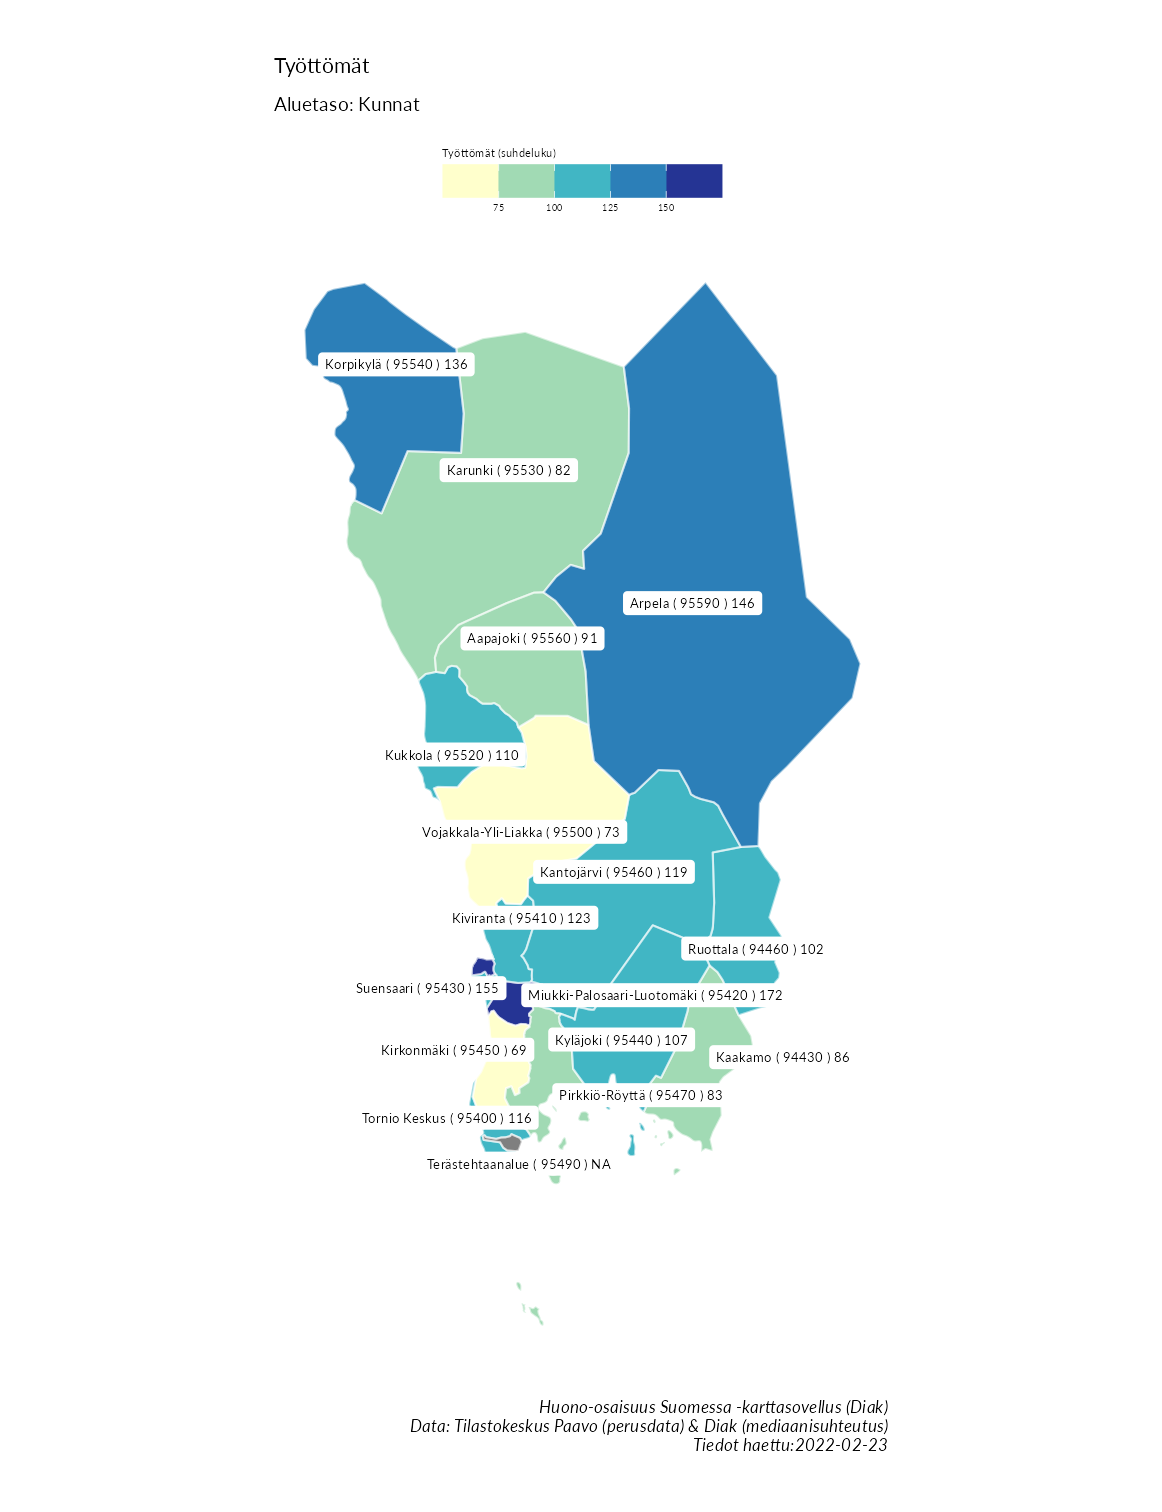 Työttömät
Aluetaso: Kunnat
Työttömät (suhdeluku)
75 100 125 150
Korpikylä ( 95540 ) 136
Karunki ( 95530 ) 82
Arpela ( 95590 ) 146
Aapajoki ( 95560 ) 91
Kukkola ( 95520 ) 110
Vojakkala-Yli-Liakka ( 95500 ) 73
Kantojärvi ( 95460 ) 119
Kiviranta ( 95410 ) 123
Ruottala ( 94460 ) 102
Suensaari ( 95430 ) 155
Miukki-Palosaari-Luotomäki ( 95420 ) 172
Kyläjoki ( 95440 ) 107
Kirkonmäki ( 95450 ) 69
Kaakamo ( 94430 ) 86
Pirkkiö-Röyttä ( 95470 ) 83
Tornio Keskus ( 95400 ) 116
Terästehtaanalue ( 95490 ) NA
Huono-osaisuus Suomessa -karttasovellus (Diak)
Data: Tilastokeskus Paavo (perusdata) & Diak (mediaanisuhteutus)
Tiedot haettu:2022-02-23